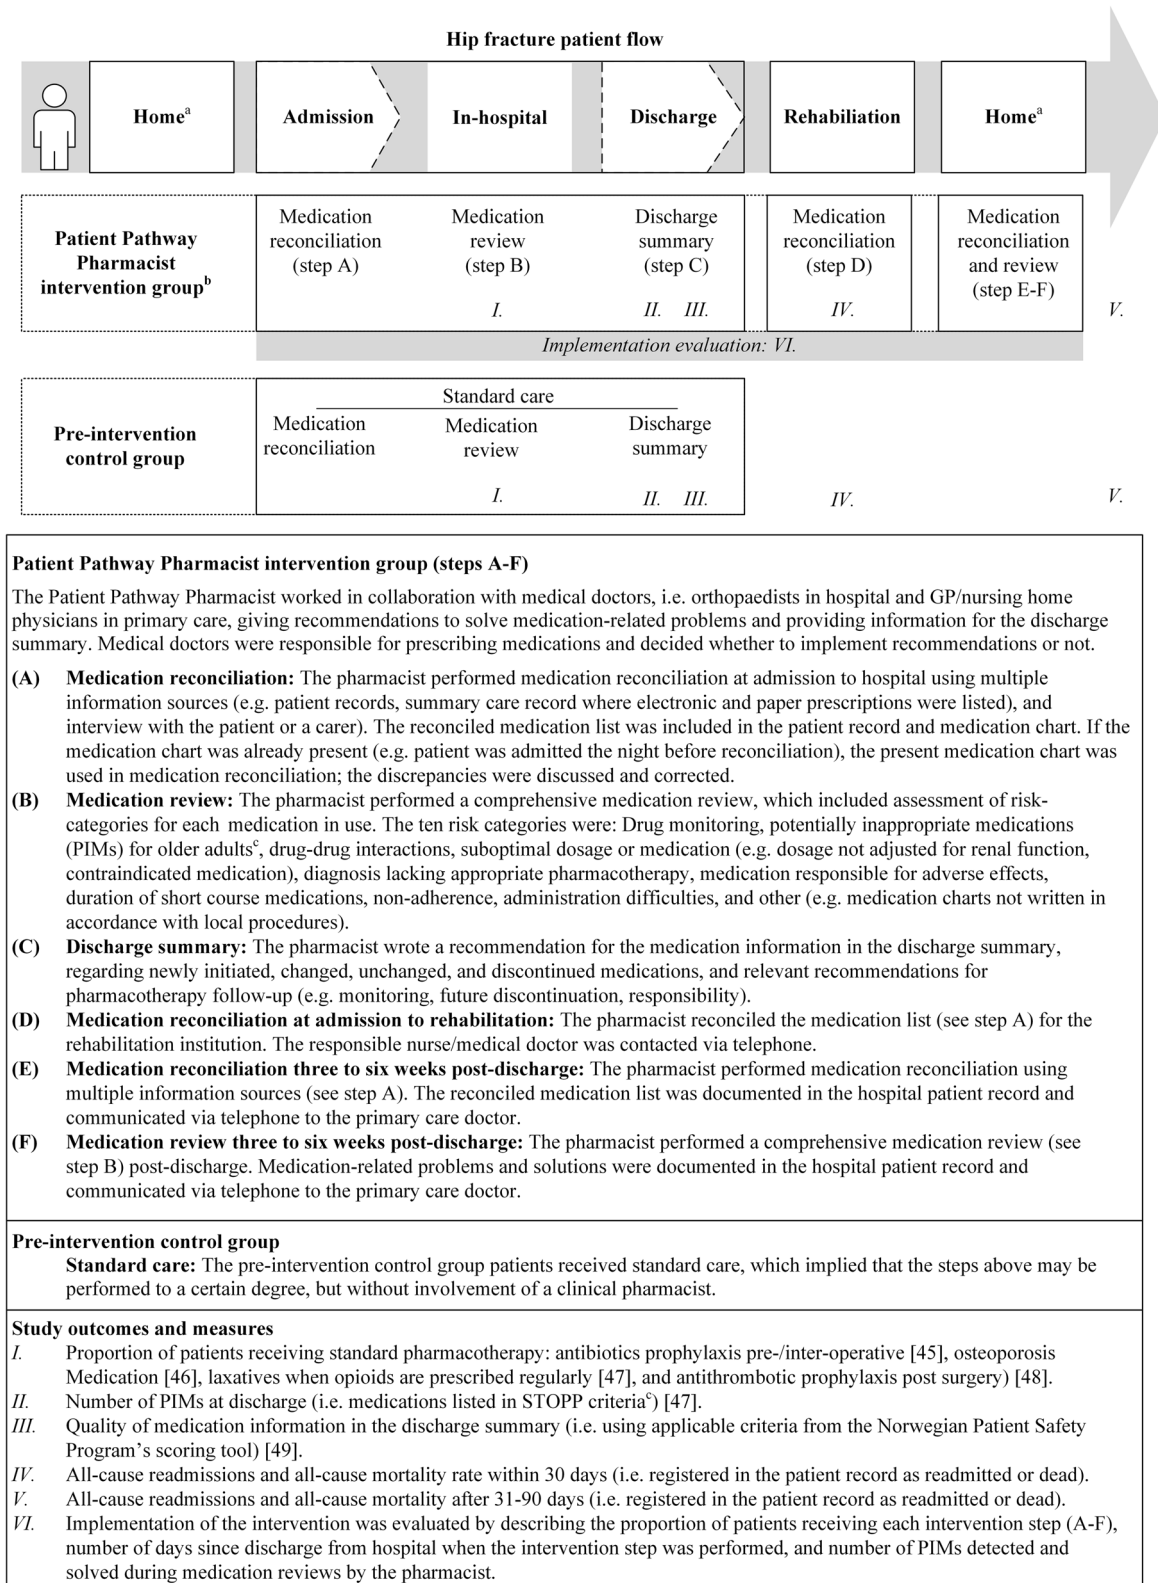 Hip fracture patient flow
Homeᵃ
Admission
In-hospital
Discharge
Rehabiliation
Homeᵃ
Patient Pathway
Pharmacist
intervention groupᵇ
Medication
reconciliation
(step A)
Medication
review
(step B)
I.
Discharge
summary
(step C)
II. III.
Medication
reconciliation
(step D)
IV.
Medication
reconciliation
and review
(step E-F)
V.
Implementation evaluation: VI.
Pre-intervention
control group
Standard care
Medication
reconciliation
Medication
review
I.
Discharge
summary
II. III.
IV.
V.
Patient Pathway Pharmacist intervention group (steps A-F)
The Patient Pathway Pharmacist worked in collaboration with medical doctors, i.e. orthopaedists in hospital and GP/nursing home
physicians in primary care, giving recommendations to solve medication-related problems and providing information for the discharge
summary. Medical doctors were responsible for prescribing medications and decided whether to implement recommendations or not.
(A) Medication reconciliation: The pharmacist performed medication reconciliation at admission to hospital using multiple
information sources (e.g. patient records, summary care record where electronic and paper prescriptions were listed), and
interview with the patient or a carer). The reconciled medication list was included in the patient record and medication chart. If the
medication chart was already present (e.g. patient was admitted the night before reconciliation), the present medication chart was
used in medication reconciliation; the discrepancies were discussed and corrected.
(B) Medication review: The pharmacist performed a comprehensive medication review, which included assessment of risk-
categories for each medication in use. The ten risk categories were: Drug monitoring, potentially inappropriate medications
(PIMs) for older adultsᶜ, drug-drug interactions, suboptimal dosage or medication (e.g. dosage not adjusted for renal function,
contraindicated medication), diagnosis lacking appropriate pharmacotherapy, medication responsible for adverse effects,
duration of short course medications, non-adherence, administration difficulties, and other (e.g. medication charts not written in
accordance with local procedures).
(C) Discharge summary: The pharmacist wrote a recommendation for the medication information in the discharge summary,
regarding newly initiated, changed, unchanged, and discontinued medications, and relevant recommendations for
pharmacotherapy follow-up (e.g. monitoring, future discontinuation, responsibility).
(D) Medication reconciliation at admission to rehabilitation: The pharmacist reconciled the medication list (see step A) for the
rehabilitation institution. The responsible nurse/medical doctor was contacted via telephone.
(E) Medication reconciliation three to six weeks post-discharge: The pharmacist performed medication reconciliation using
multiple information sources (see step A). The reconciled medication list was documented in the hospital patient record and
communicated via telephone to the primary care doctor.
(F) Medication review three to six weeks post-discharge: The pharmacist performed a comprehensive medication review (see
step B) post-discharge. Medication-related problems and solutions were documented in the hospital patient record and
communicated via telephone to the primary care doctor.
Pre-intervention control group
Standard care: The pre-intervention control group patients received standard care, which implied that the steps above may be
performed to a certain degree, but without involvement of a clinical pharmacist.
Study outcomes and measures
I. Proportion of patients receiving standard pharmacotherapy: antibiotics prophylaxis pre-/inter-operative [45], osteoporosis
Medication [46], laxatives when opioids are prescribed regularly [47], and antithrombotic prophylaxis post surgery) [48].
II. Number of PIMs at discharge (i.e. medications listed in STOPP criteriaᶜ) [47].
III. Quality of medication information in the discharge summary (i.e. using applicable criteria from the Norwegian Patient Safety
Program's scoring tool) [49].
IV. All-cause readmissions and all-cause mortality rate within 30 days (i.e. registered in the patient record as readmitted or dead).
V. All-cause readmissions and all-cause mortality after 31-90 days (i.e. registered in the patient record as readmitted or dead).
VI. Implementation of the intervention was evaluated by describing the proportion of patients receiving each intervention step (A-F),
number of days since discharge from hospital when the intervention step was performed, and number of PIMs detected and
solved during medication reviews by the pharmacist.